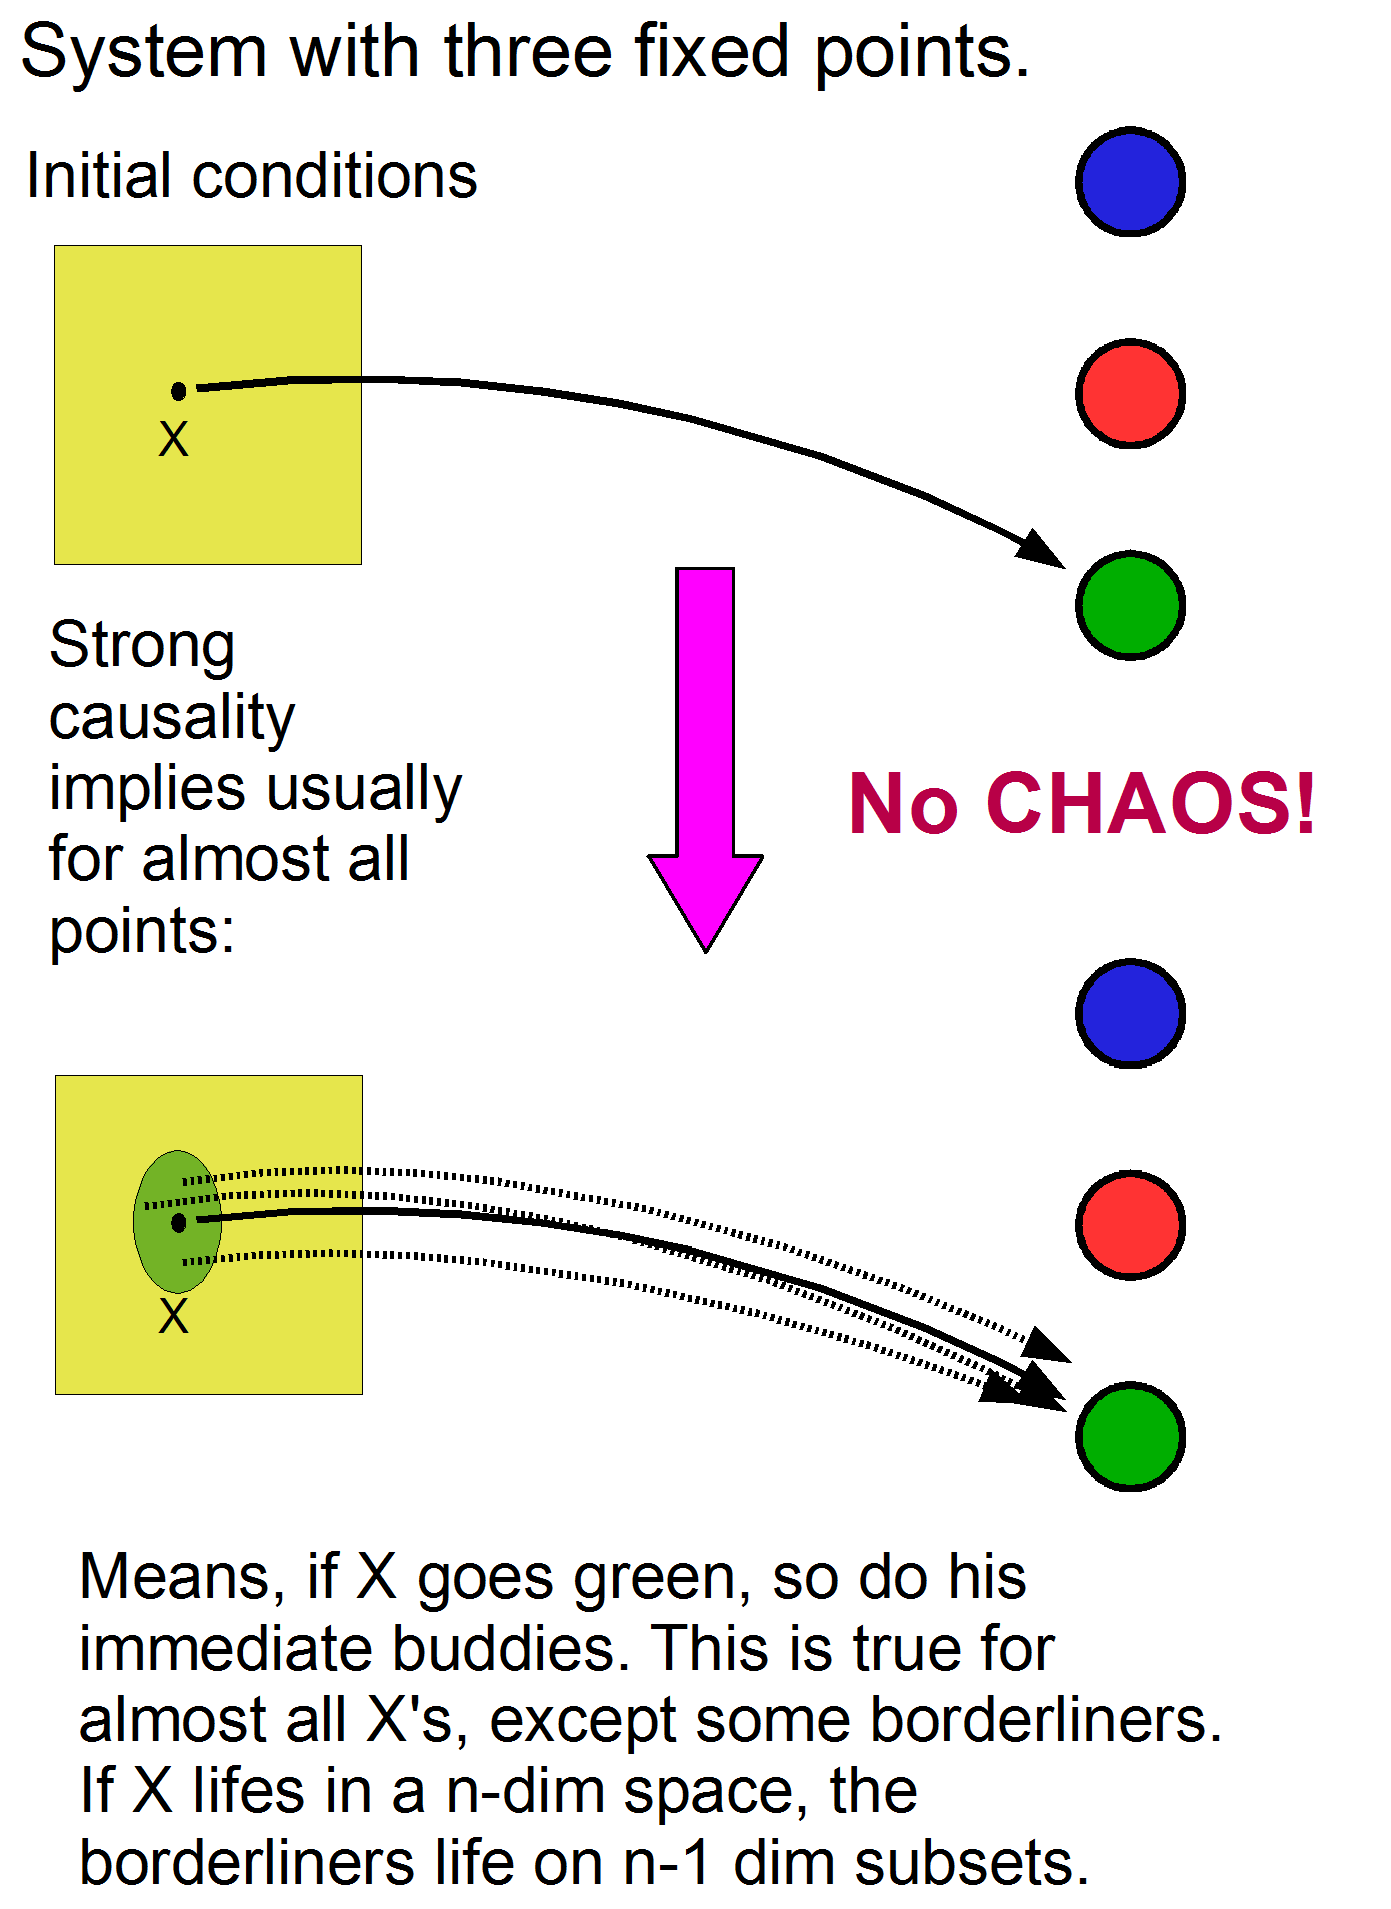 System with three fixed points.
Initial conditions
X
Strong
causality
implies usually
for almost all
points:
No CHAOS!
X
Means, if X goes green, so do his
immediate buddies. This is true for
almost all X's, except some borderliners.
If X lifes in a n-dim space, the
borderliners life on n-1 dim subsets.